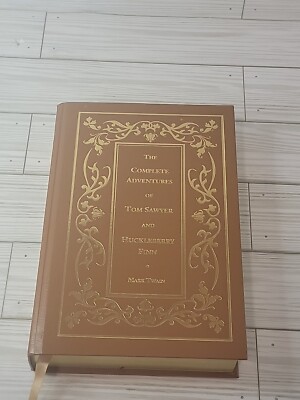 The
Complete
Adventures
of
Tom Sawyer
and
Huckleberry
Finn
Mark Twain